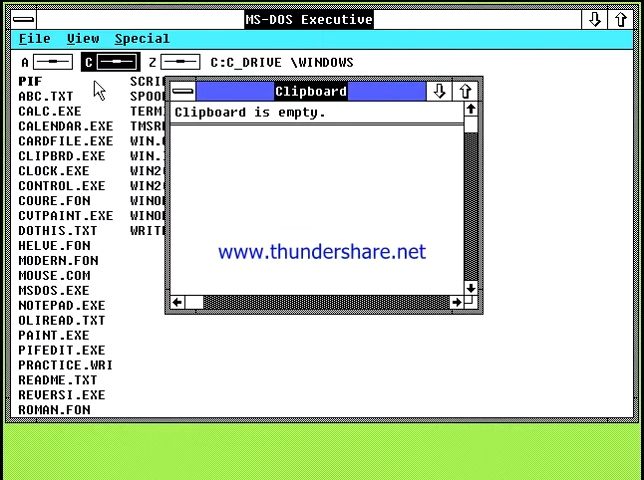 MS-DOS Executive
File View Special
A C Z C:C_DRIVE \WINDOWS
PIF
ABC.TXT
CALC.EXE
CALENDAR.EXE
CARDFILE.EXE
CLIPBRD.EXE
CLOCK.EXE
CONTROL.EXE
COURE.FON
CVTPAINT.EXE
DOTHIS.TXT
HELVE.FON
MODERN.FON
MOUSE.COM
MSDOS.EXE
NOTEPAD.EXE
OLIREAD.TXT
PAINT.EXE
PIFEDIT.EXE
PRACTICE.WRI
README.TXT
REVERSI.EXE
ROMAN.FON
SCRI
SPOO
TERM
TMSR
WIN.
WIN.
WIN2
WIN2
WINO
WINO
WRIT
Clipboard
Clipboard is empty.
www.thundershare.net